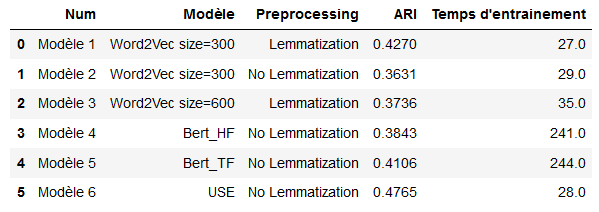 Num Modèle Preprocessing ARI Temps d'entrainement
0 Modèle 1 Word2Vec size=300 Lemmatization 0.4270 27.0
1 Modèle 2 Word2Vec size=300 No Lemmatization 0.3631 29.0
2 Modèle 3 Word2Vec size=600 Lemmatization 0.3736 35.0
3 Modèle 4 Bert_HF No Lemmatization 0.3843 241.0
4 Modèle 5 Bert_TF No Lemmatization 0.4106 244.0
5 Modèle 6 USE No Lemmatization 0.4765 28.0